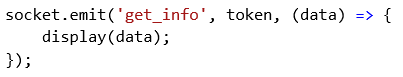 socket.emit('get_info', token, (data) => {
    display(data);
});